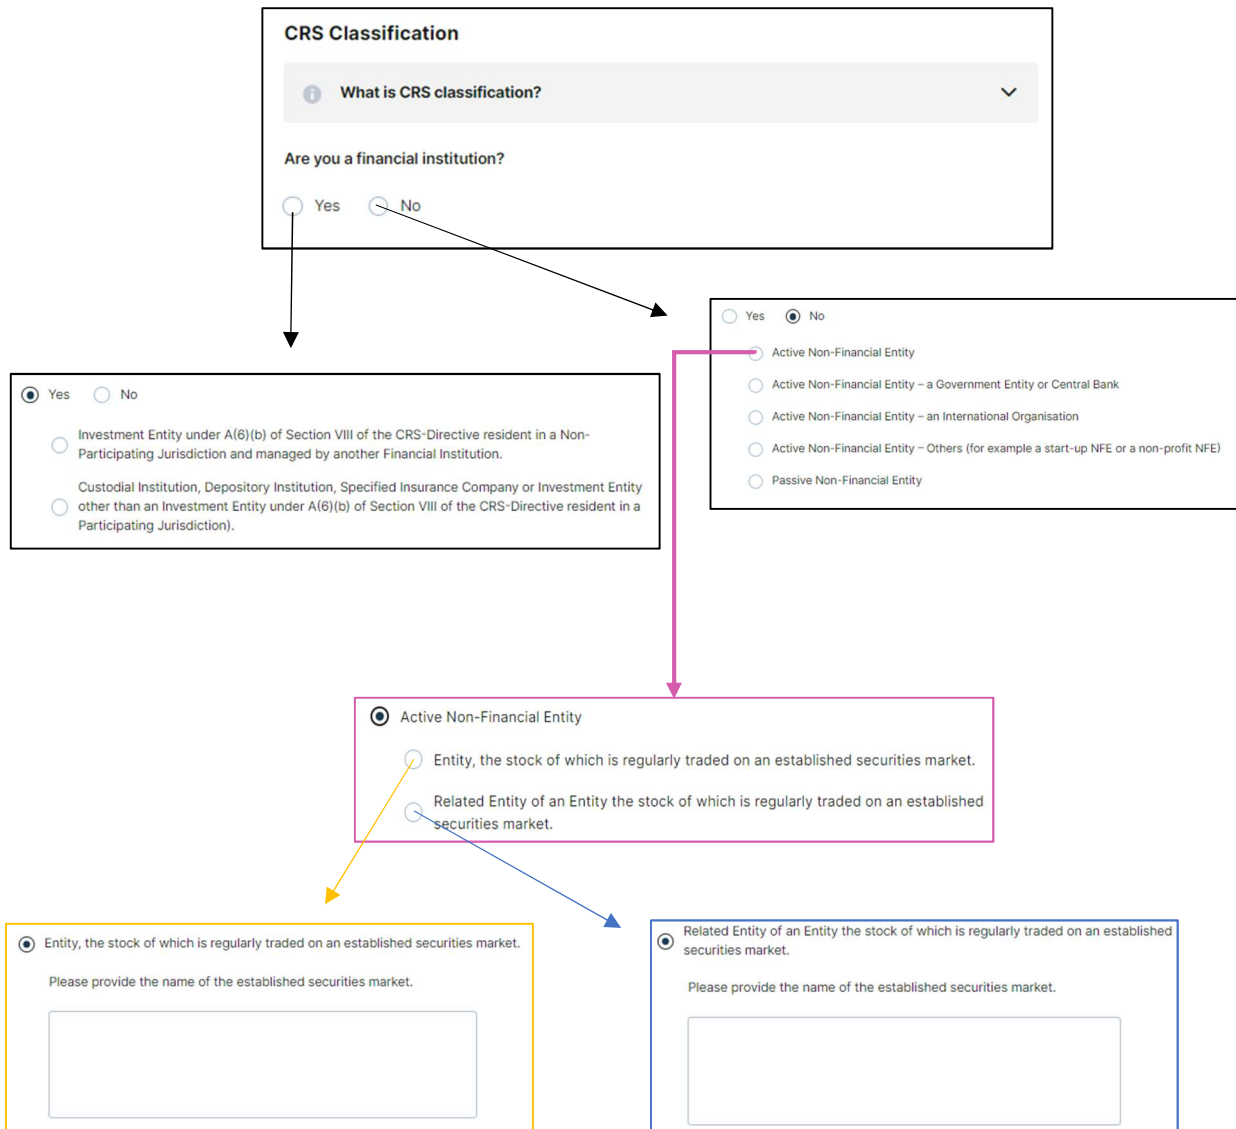 CRS Classification
What is CRS classification?
Are you a financial institution?
Yes No
Yes No
Active Non-Financial Entity
Active Non-Financial Entity – a Government Entity or Central Bank
Active Non-Financial Entity – an International Organisation
Active Non-Financial Entity – Others (for example a start-up NFE or a non-profit NFE)
Passive Non-Financial Entity
Yes No
Investment Entity under A(6)(b) of Section VIII of the CRS-Directive resident in a Non-
Participating Jurisdiction and managed by another Financial Institution.
Custodial Institution, Depository Institution, Specified Insurance Company or Investment Entity
other than an Investment Entity under A(6)(b) of Section VIII of the CRS-Directive resident in a
Participating Jurisdiction).
Active Non-Financial Entity
Entity, the stock of which is regularly traded on an established securities market.
Related Entity of an Entity the stock of which is regularly traded on an established
securities market.
Entity, the stock of which is regularly traded on an established securities market.
Please provide the name of the established securities market.
Related Entity of an Entity the stock of which is regularly traded on an established
securities market.
Please provide the name of the established securities market.